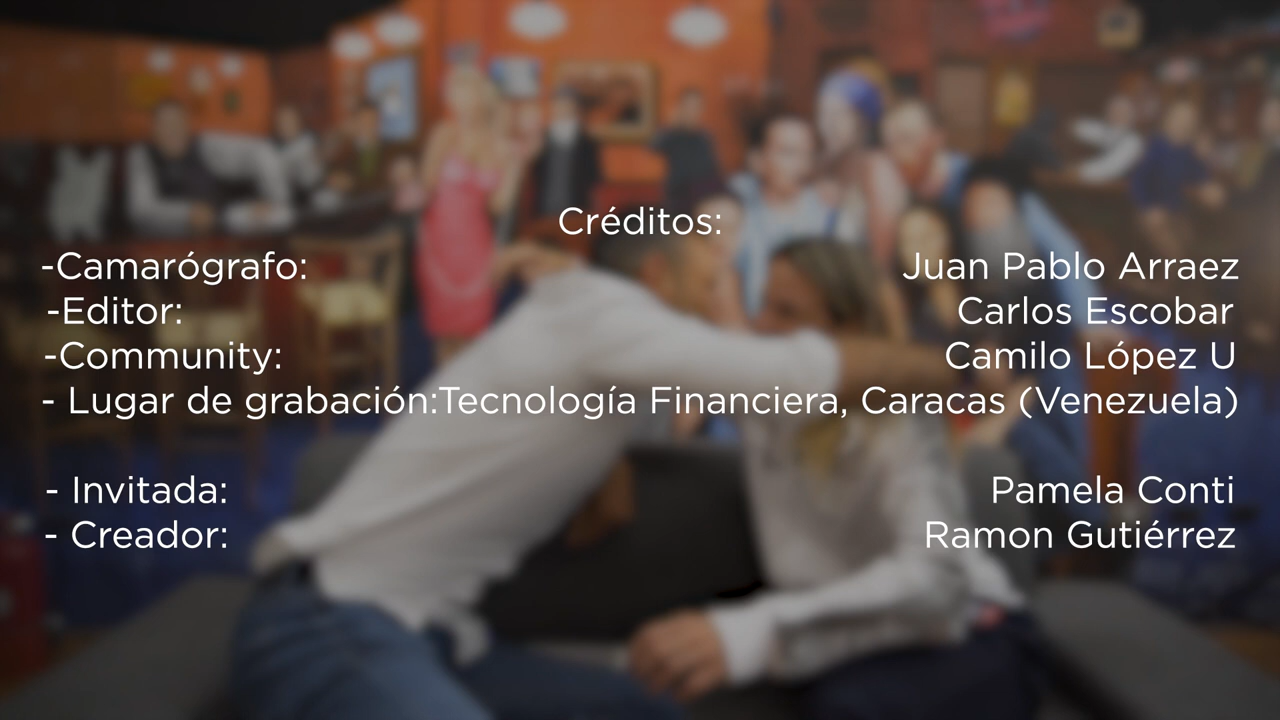 Créditos:
-Camarógrafo: Juan Pablo Arraez
-Editor: Carlos Escobar
-Community: Camilo López U
- Lugar de grabación:Tecnología Financiera, Caracas (Venezuela)
- Invitada: Pamela Conti
- Creador: Ramon Gutiérrez